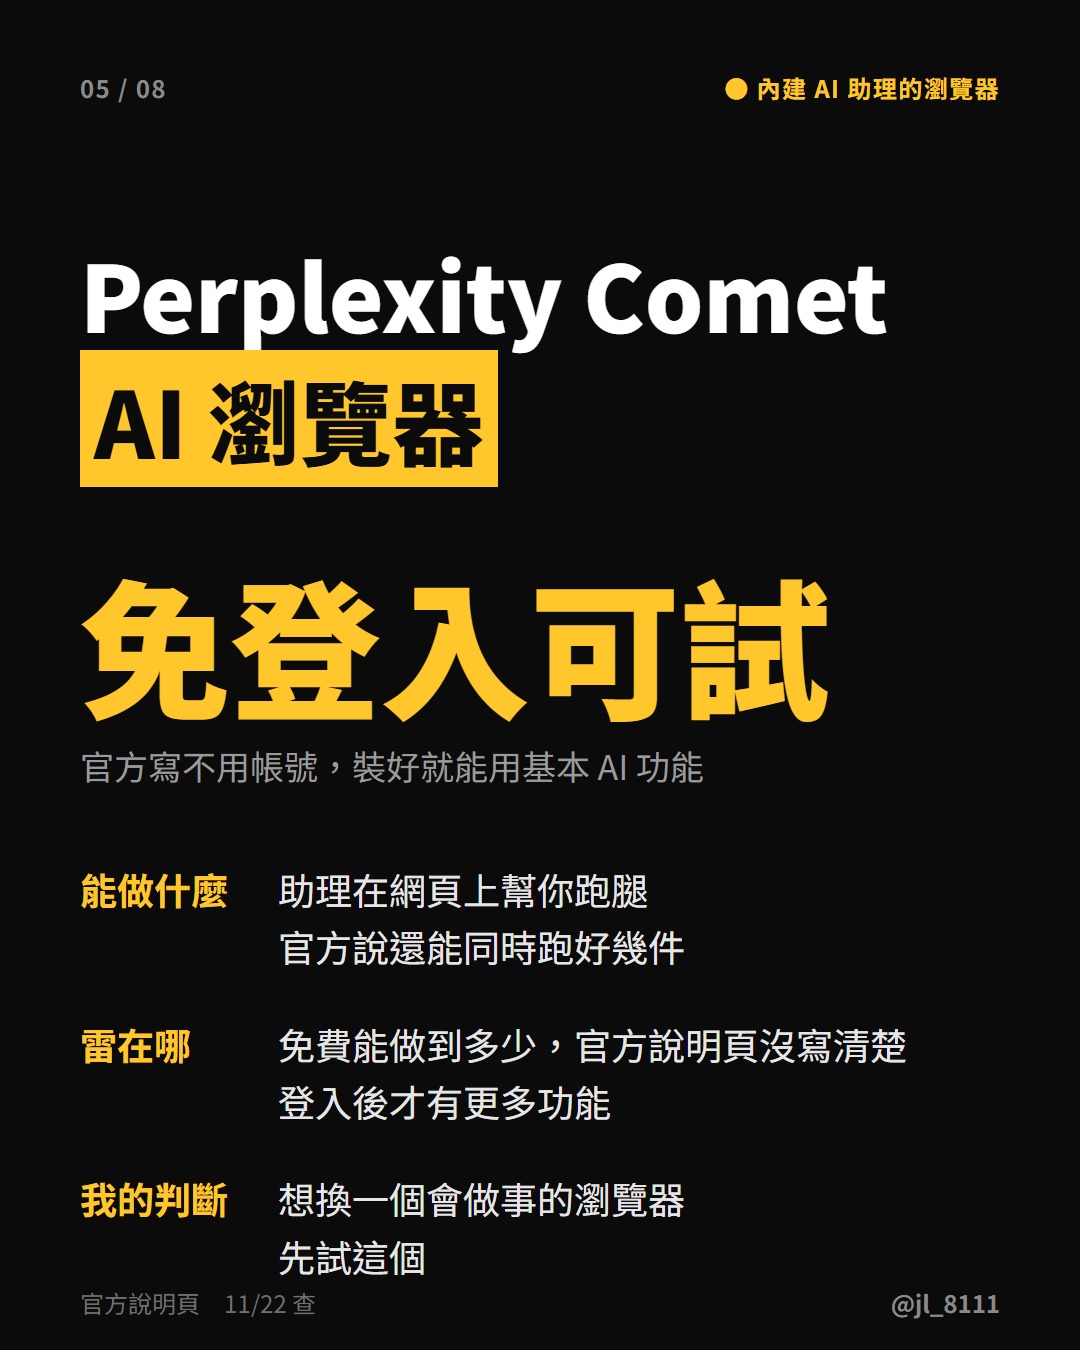 05 / 08
● 內建 AI 助理的瀏覽器
Perplexity Comet
AI 瀏覽器
免登入可試
官方寫不用帳號，裝好就能用基本 AI 功能
能做什麼 助理在網頁上幫你跑腿
官方說還能同時跑好幾件
雷在哪 免費能做到多少，官方說明頁沒寫清楚
登入後才有更多功能
我的判斷 想換一個會做事的瀏覽器
先試這個
官方說明頁 11/22 查
@jl_8111